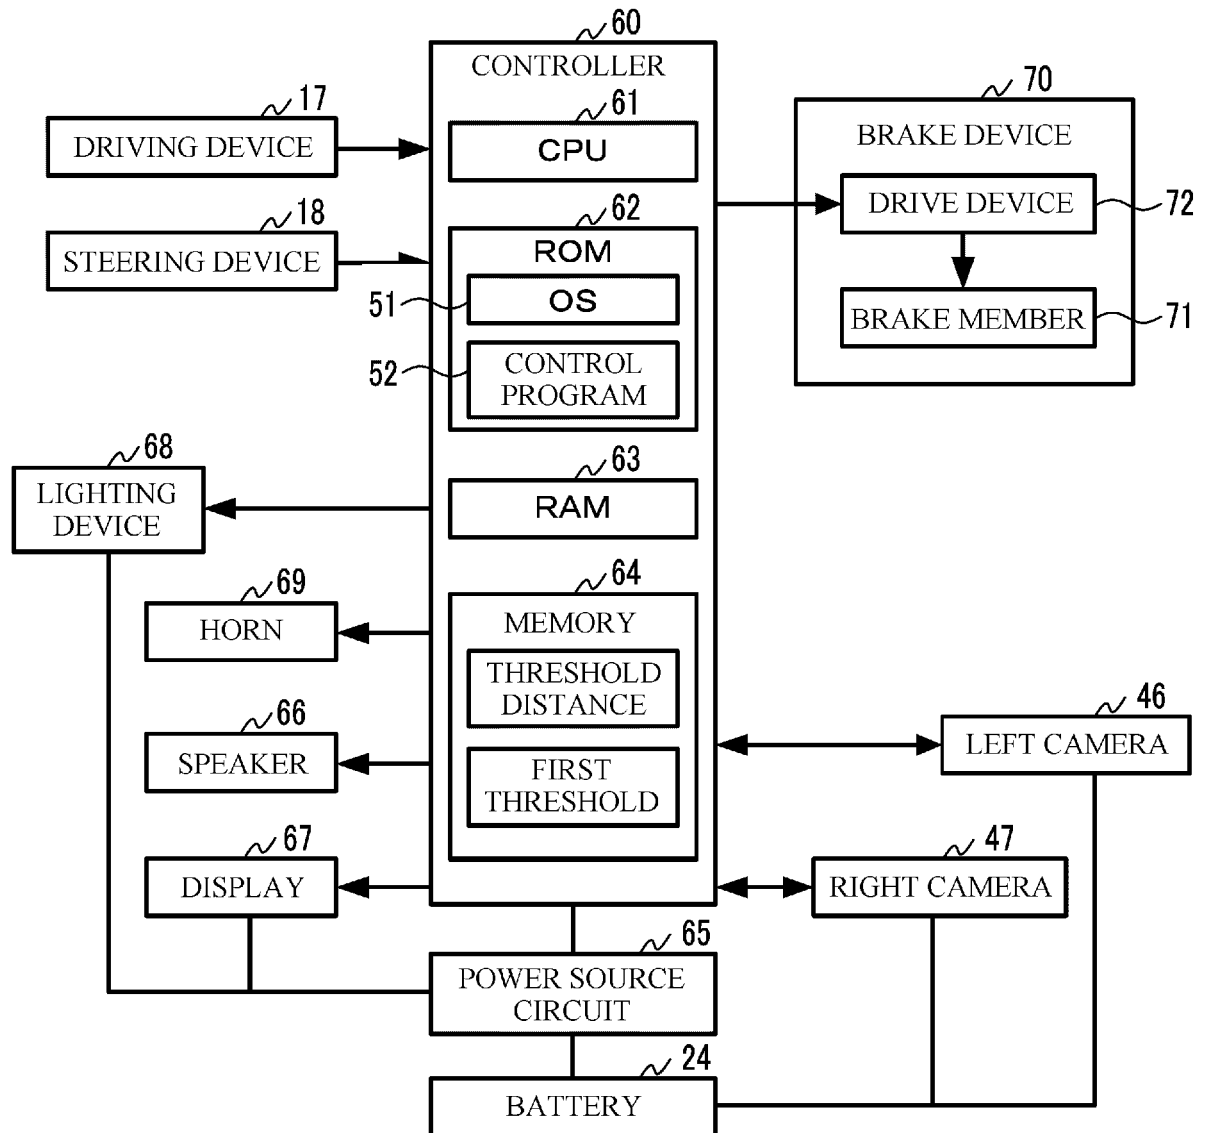 60
CONTROLLER
17
DRIVING DEVICE
61
CPU
70
BRAKE DEVICE
DRIVE DEVICE
72
18
STEERING DEVICE
62
ROM
51
OS
BRAKE MEMBER
71
52
CONTROL
PROGRAM
68
LIGHTING
DEVICE
63
RAM
69
HORN
64
MEMORY
THRESHOLD
DISTANCE
66
SPEAKER
FIRST
THRESHOLD
46
LEFT CAMERA
67
DISPLAY
47
RIGHT CAMERA
65
POWER SOURCE
CIRCUIT
24
BATTERY